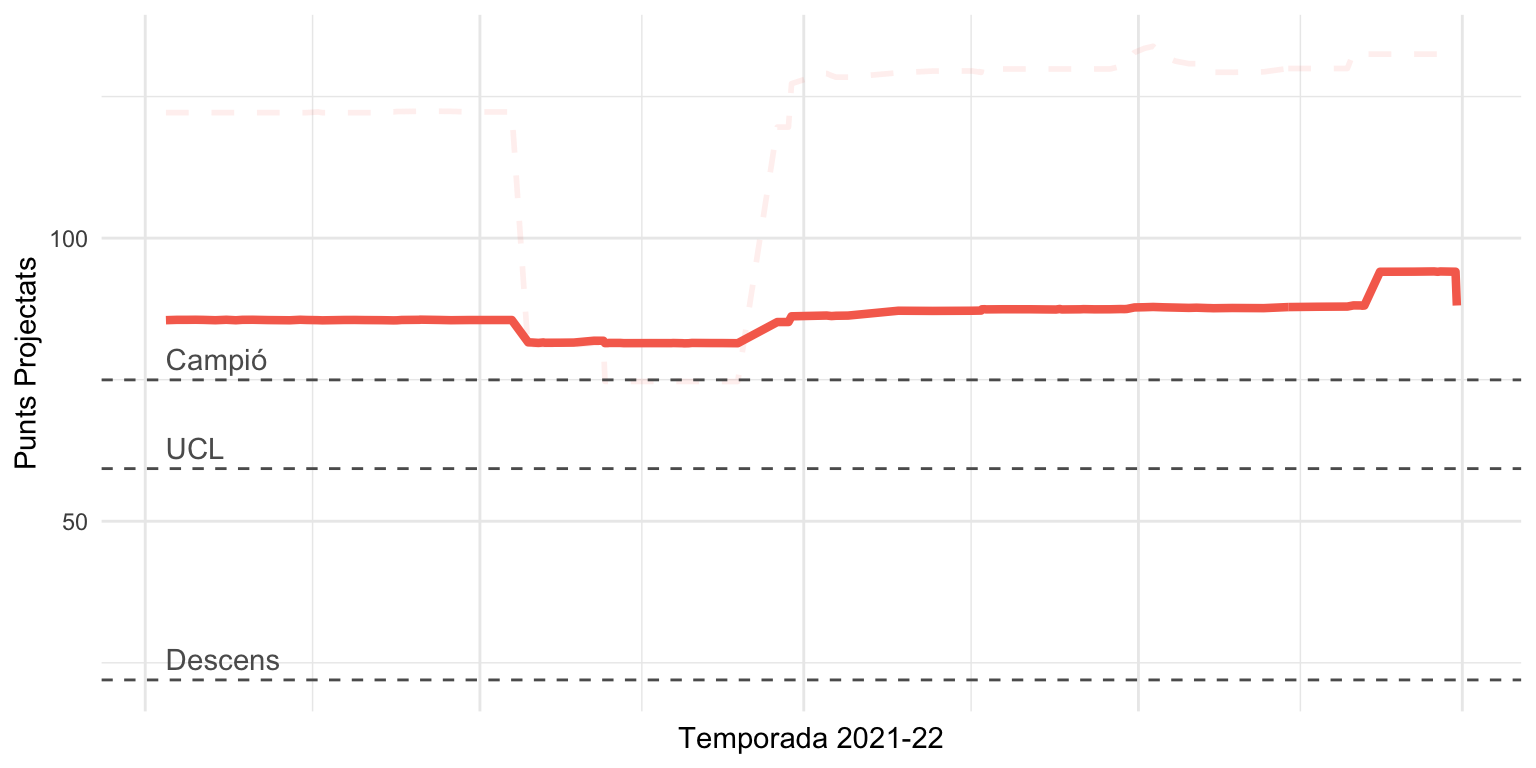 100
Punts Projectats
Campió
UCL
50
Descens
Temporada 2021-22